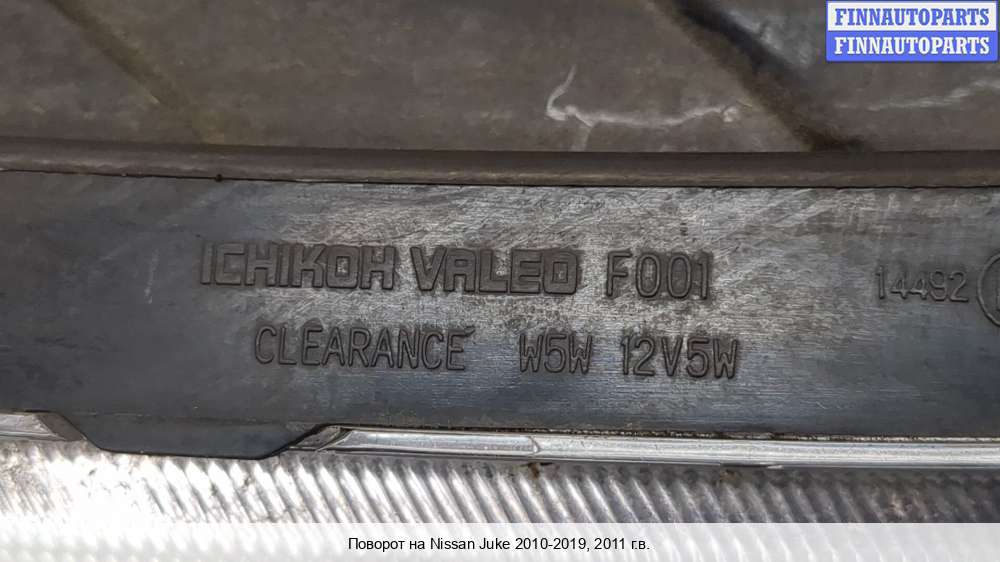 FINNAUTOPARTS
FINNAUTOPARTS
ICHIKOH VALEO F001
14492
CLEARANCE W5W 12V5W
Поворот на Nissan Juke 2010-2019, 2011 г.в.